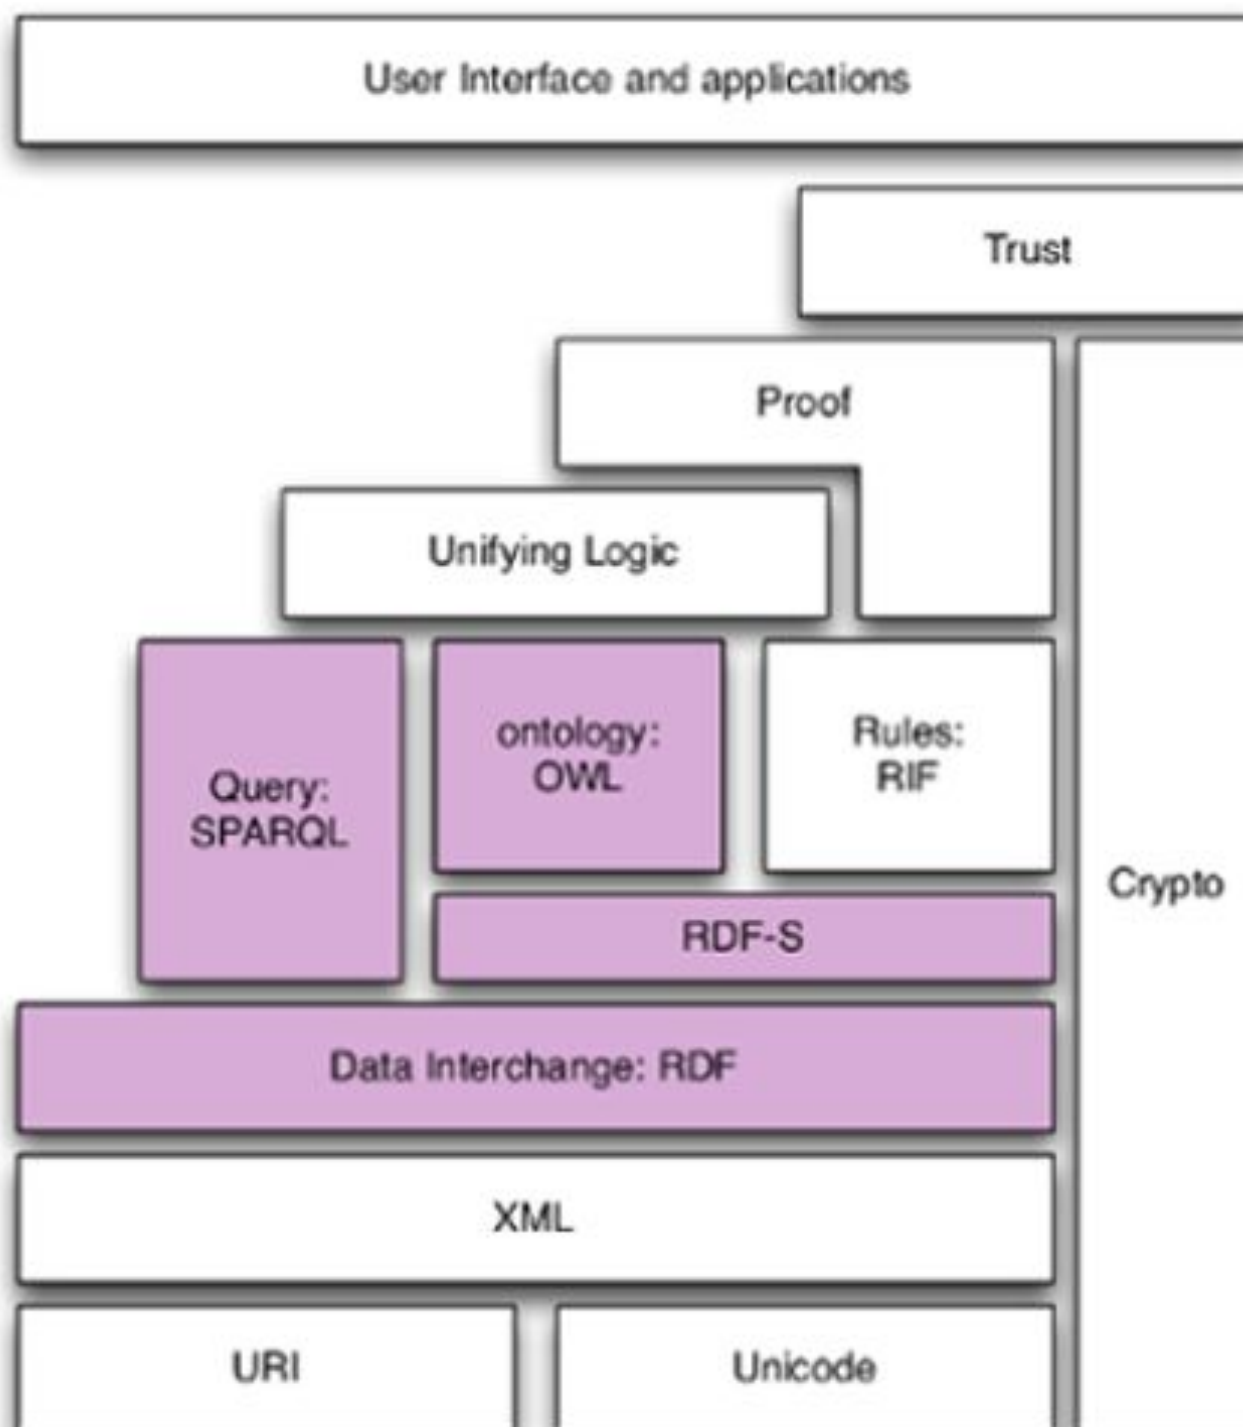 User Interface and applications
Trust
Proof
Unifying Logic
Query:
SPARQL
ontology:
OWL
Rules:
RIF
Crypto
RDF-S
Data Interchange: RDF
XML
URI
Unicode